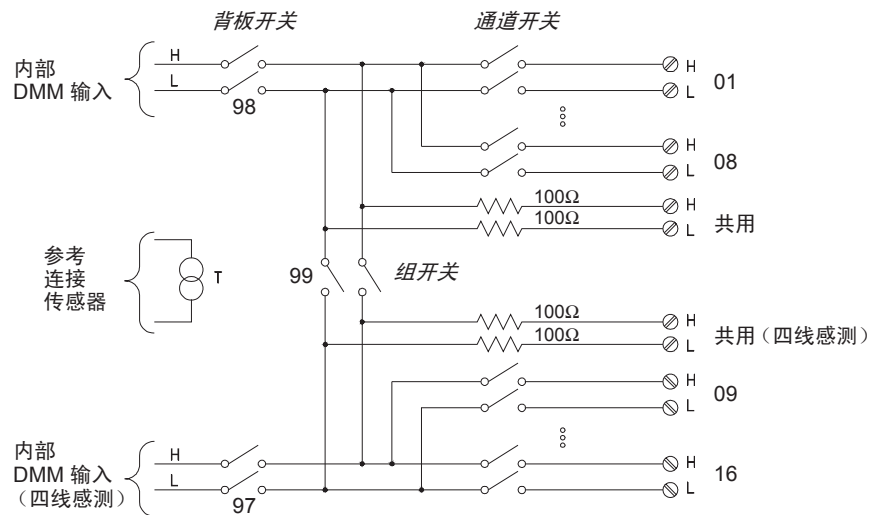 背板开关
通道开关
内部
DMM 输入
H
L
98
H
L
01
H
L
08
100Ω
100Ω
H
L
共用
参考
连接
传感器
T
99
组开关
100Ω
100Ω
H
L
共用（四线感测）
H
L
09
内部
DMM 输入
（四线感测）
H
L
97
H
L
16